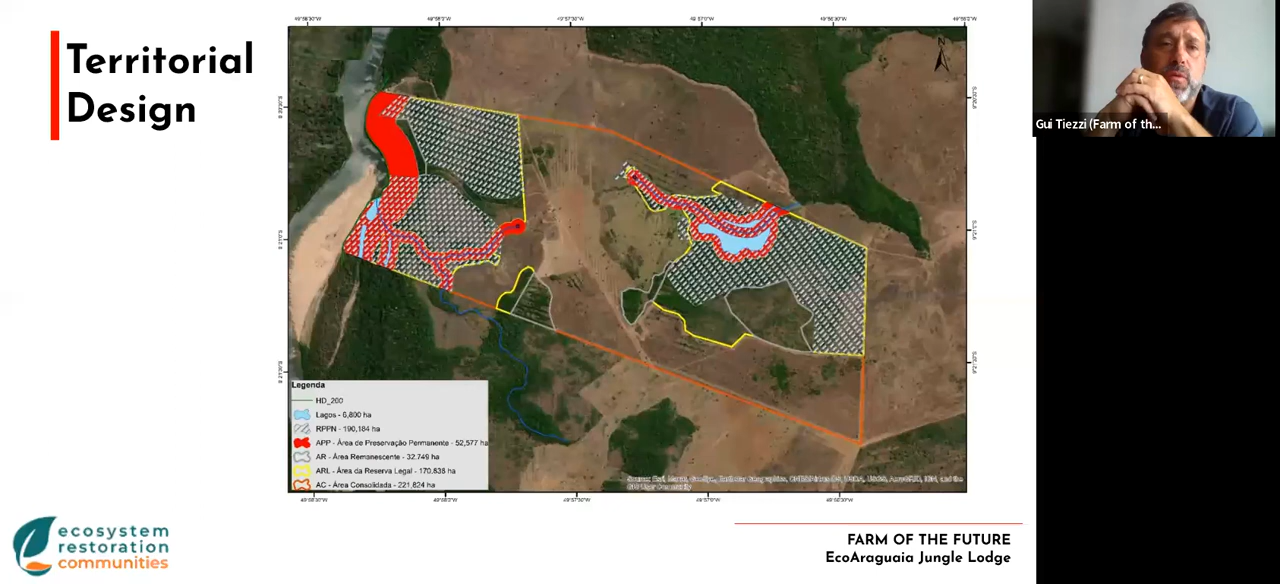 Territorial
Design
Legenda
HD_200
Lagos - 6,890 ha
RPPN - 190,184 ha
APP - Área de Preservação Permanente - 52,577 ha
AR - Área Remanescente - 32,749 ha
ARL - Área da Reserva Legal - 170,838 ha
AC - Área Consolidada - 221,824 ha
ecosystem
restoration
communities
FARM OF THE FUTURE
EcoAraguaia Jungle Lodge
Gui Tiezzi (Farm of th...